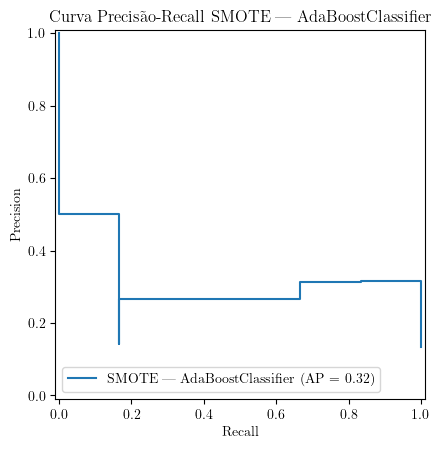 Curva Precisão-Recall SMOTE — AdaBoostClassifier
1.0
0.8
0.6
0.4
0.2
0.0
Precision
SMOTE — AdaBoostClassifier (AP = 0.32)
0.0 0.2 0.4 0.6 0.8 1.0
Recall